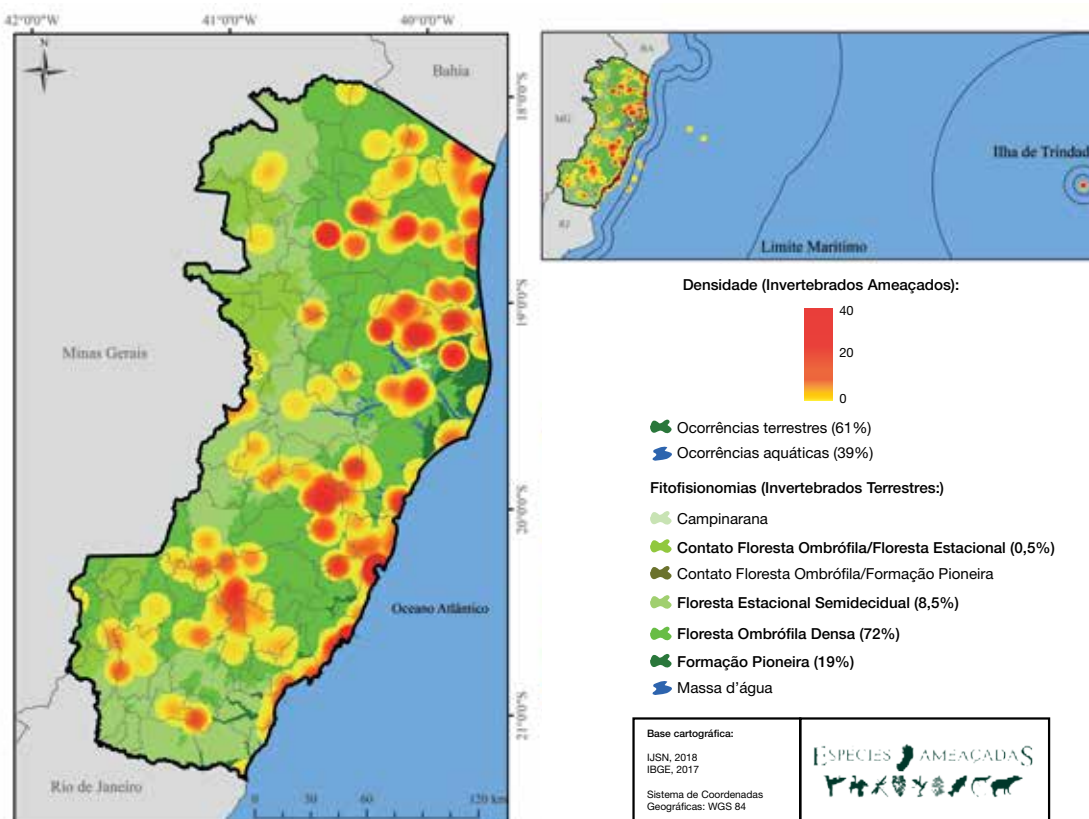 42°0'0"W
41°0'0"W
40°0'0"W
N
Bahia
18°0'0"S
Minas Gerais
19°0'0"S
20°0'0"S
Oceano Atlântico
21°0'0"S
Rio de Janeiro
0 30 60 120 km
BA
MG
RJ
Ilha de Trindad
Limite Marítimo
Densidade (Invertebrados Ameaçados):
40
20
0
Ocorrências terrestres (61%)
Ocorrências aquáticas (39%)
Fitofisionomias (Invertebrados Terrestres:)
Campinarana
Contato Floresta Ombrófila/Floresta Estacional (0,5%)
Contato Floresta Ombrófila/Formação Pioneira
Floresta Estacional Semidecidual (8,5%)
Floresta Ombrófila Densa (72%)
Formação Pioneira (19%)
Massa d'água
Base cartográfica:
IJSN, 2018
IBGE, 2017
Sistema de Coordenadas
Geográficas: WGS 84
ESPÉCIES AMEAÇADAS